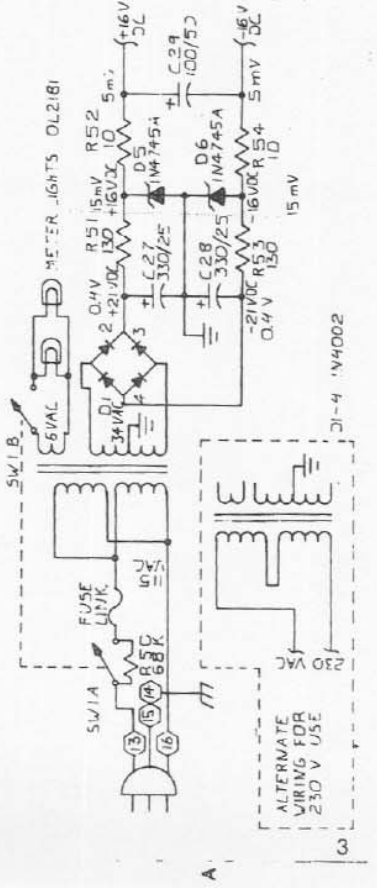 SW1B
SW1A
13
15
14
16
R50
68K
FUSE
LINK
115
VAC
6VAC
METER LIGHTS OL2181
34VAC
D1
2
3
4
0.4V
+21VDC
C27
330/25
C28
330/25
-21VDC
0.4V
R51
130
R53
130
15mV
+16VDC
D5
1N4745A
D6
1N4745A
-16VDC
15mV
R52
10
R54
10
5mV
C29
100/50
5mV
+16V
DC
-16V
DC
ALTERNATE
WIRING FOR
230 V USE
230 VAC
D1-4 1N4002
A
3